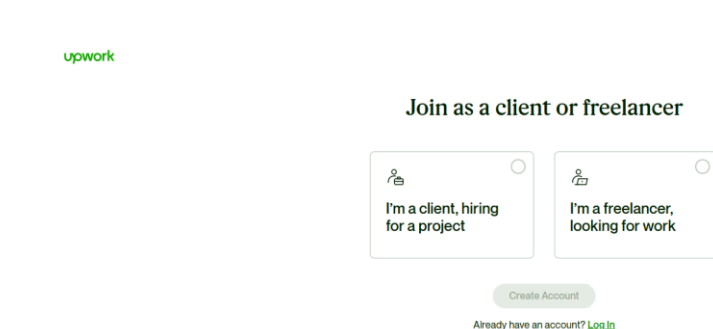 upwork
Join as a client or freelancer
I'm a client, hiring
for a project
I'm a freelancer,
looking for work
Create Account
Already have an account? Log In